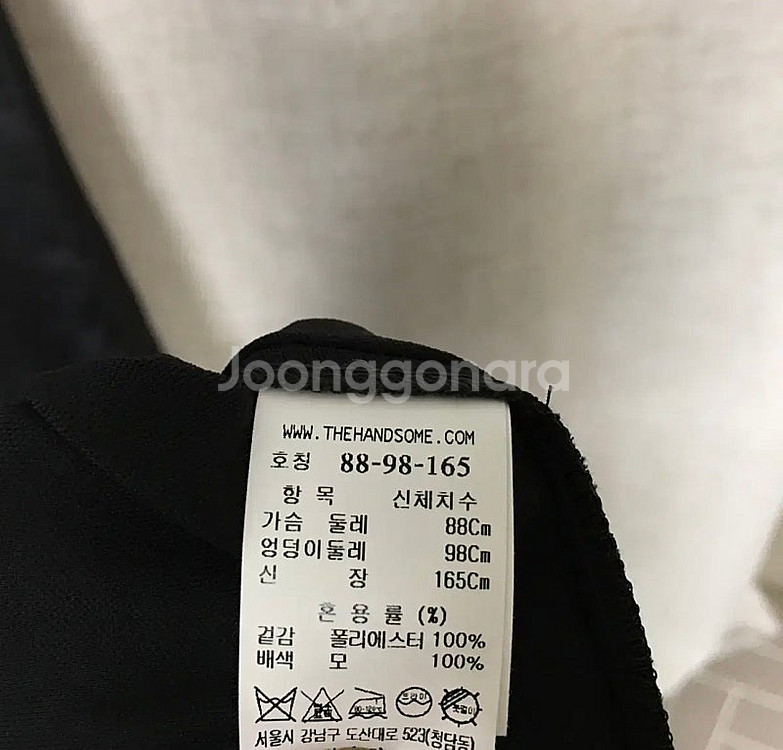 Joonggonara
WWW.THEHANDSOME.COM
호칭 88-98-165
항 목 신체치수
가슴 둘레 88Cm
엉덩이둘레 98Cm
신 장 165Cm
혼 용 률 (%)
겉감 폴리에스터 100%
배색 모 100%
드라이
서울시 강남구 도산대로 523(청담동)